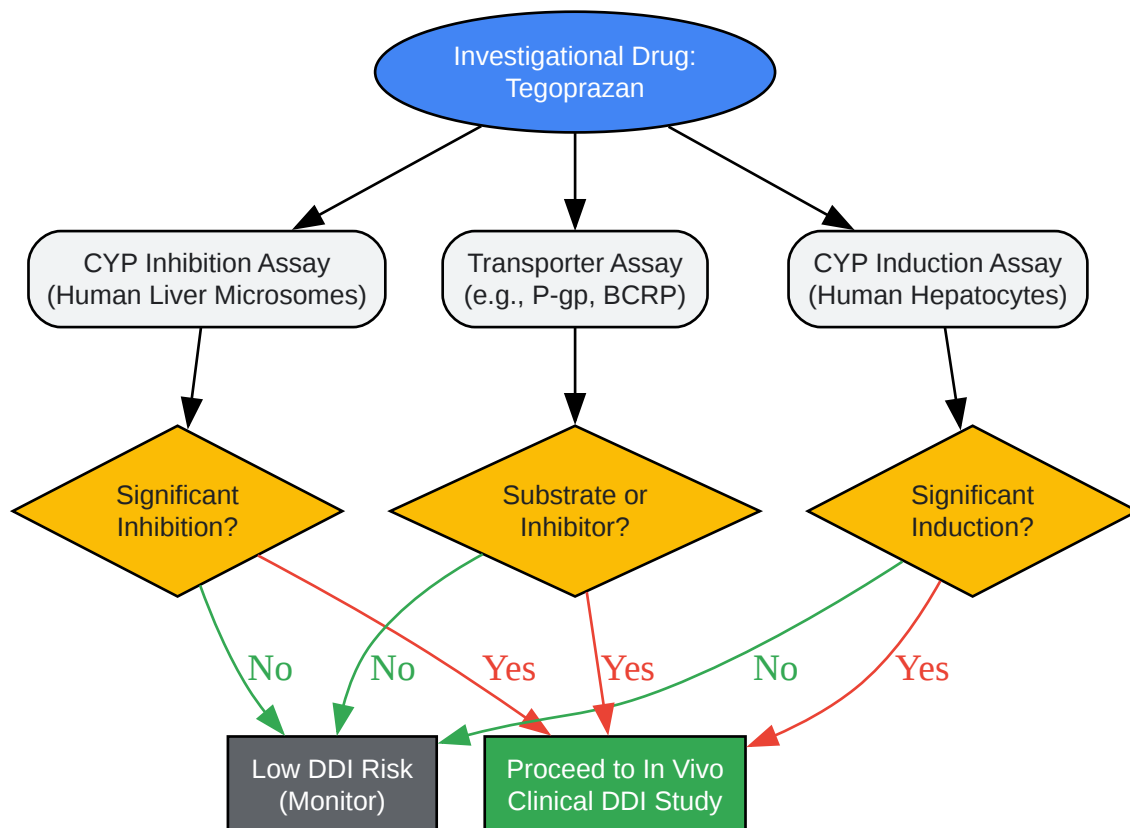 Investigational Drug:
Tegoprazan
CYP Inhibition Assay
(Human Liver Microsomes)
Transporter Assay
(e.g., P-gp, BCRP)
CYP Induction Assay
(Human Hepatocytes)
Significant
Inhibition?
Substrate or
Inhibitor?
Significant
Induction?
No
No
Yes
Yes
No
Yes
Low DDI Risk
(Monitor)
Proceed to In Vivo
Clinical DDI Study